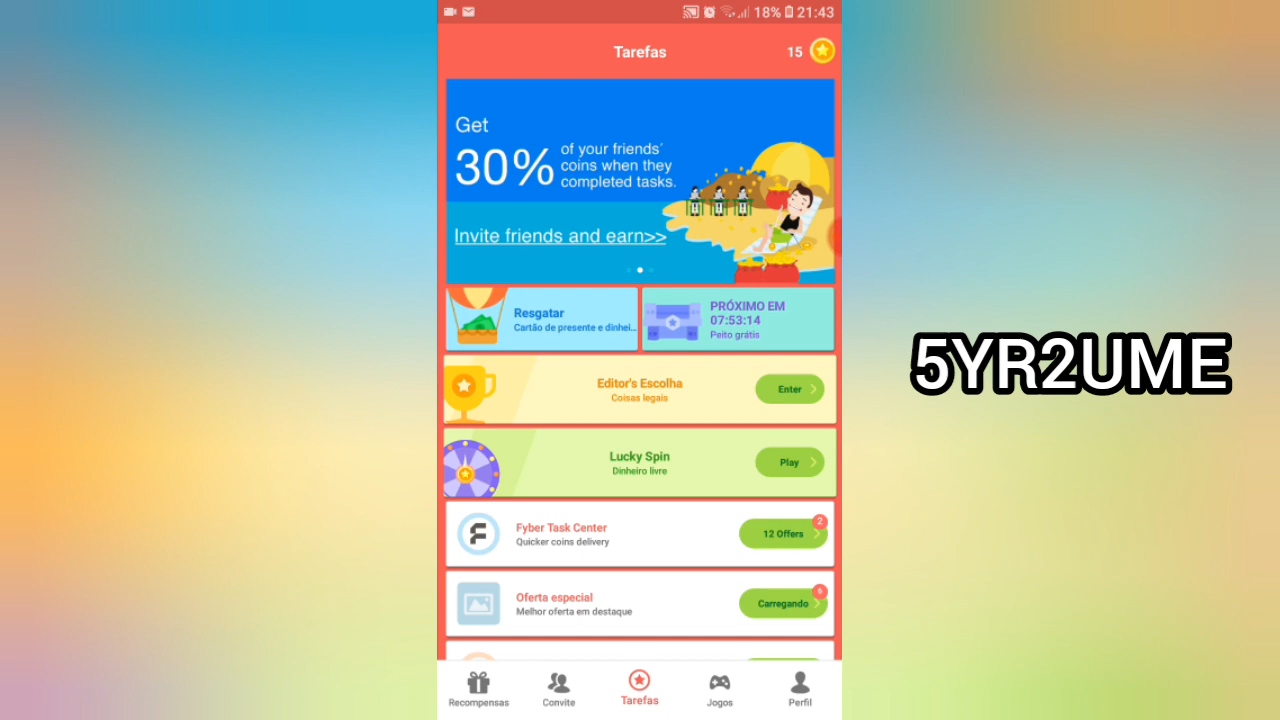 18% 21:43
Tarefas
15
Get
30% of your friends´
coins when they
completed tasks.
Invite friends and earn>>
Resgatar
Cartão de presente e dinhei...
PRÓXIMO EM
07:53:14
Peito grátis
Editor's Escolha
Coisas legais
Enter
Lucky Spin
Dinheiro livre
Play
Fyber Task Center
Quicker coins delivery
2
12 Offers
Oferta especial
Melhor oferta em destaque
6
Carregando
Recompensas
Convite
Tarefas
Jogos
Perfil
5YR2UME